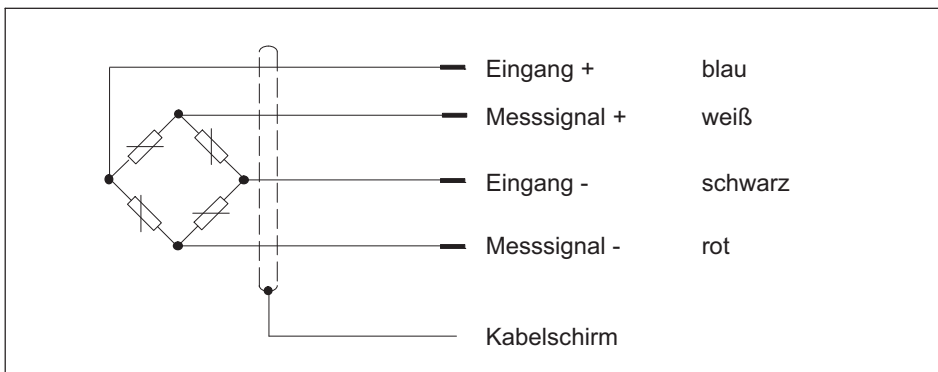 Eingang + blau
Messsignal + weiß
Eingang - schwarz
Messsignal - rot
Kabelschirm